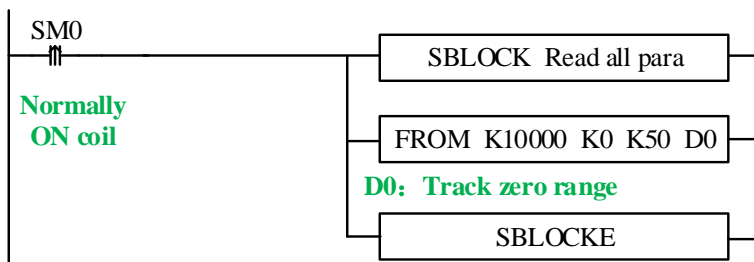 SM0
Normally
ON coil
SBLOCK Read all para
FROM K10000 K0 K50 D0
D0：Track zero range
SBLOCKE